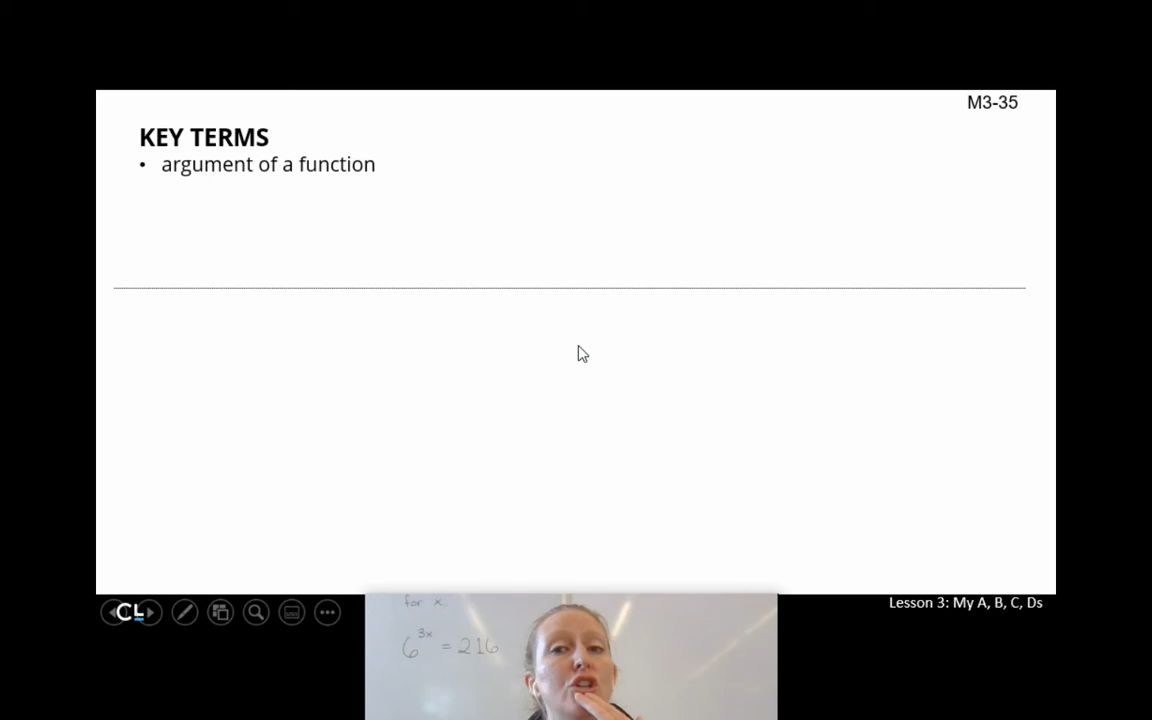 M3-35
KEY TERMS
• argument of a function
CL
Lesson 3: My A, B, C, Ds
for x.
6^3x = 216